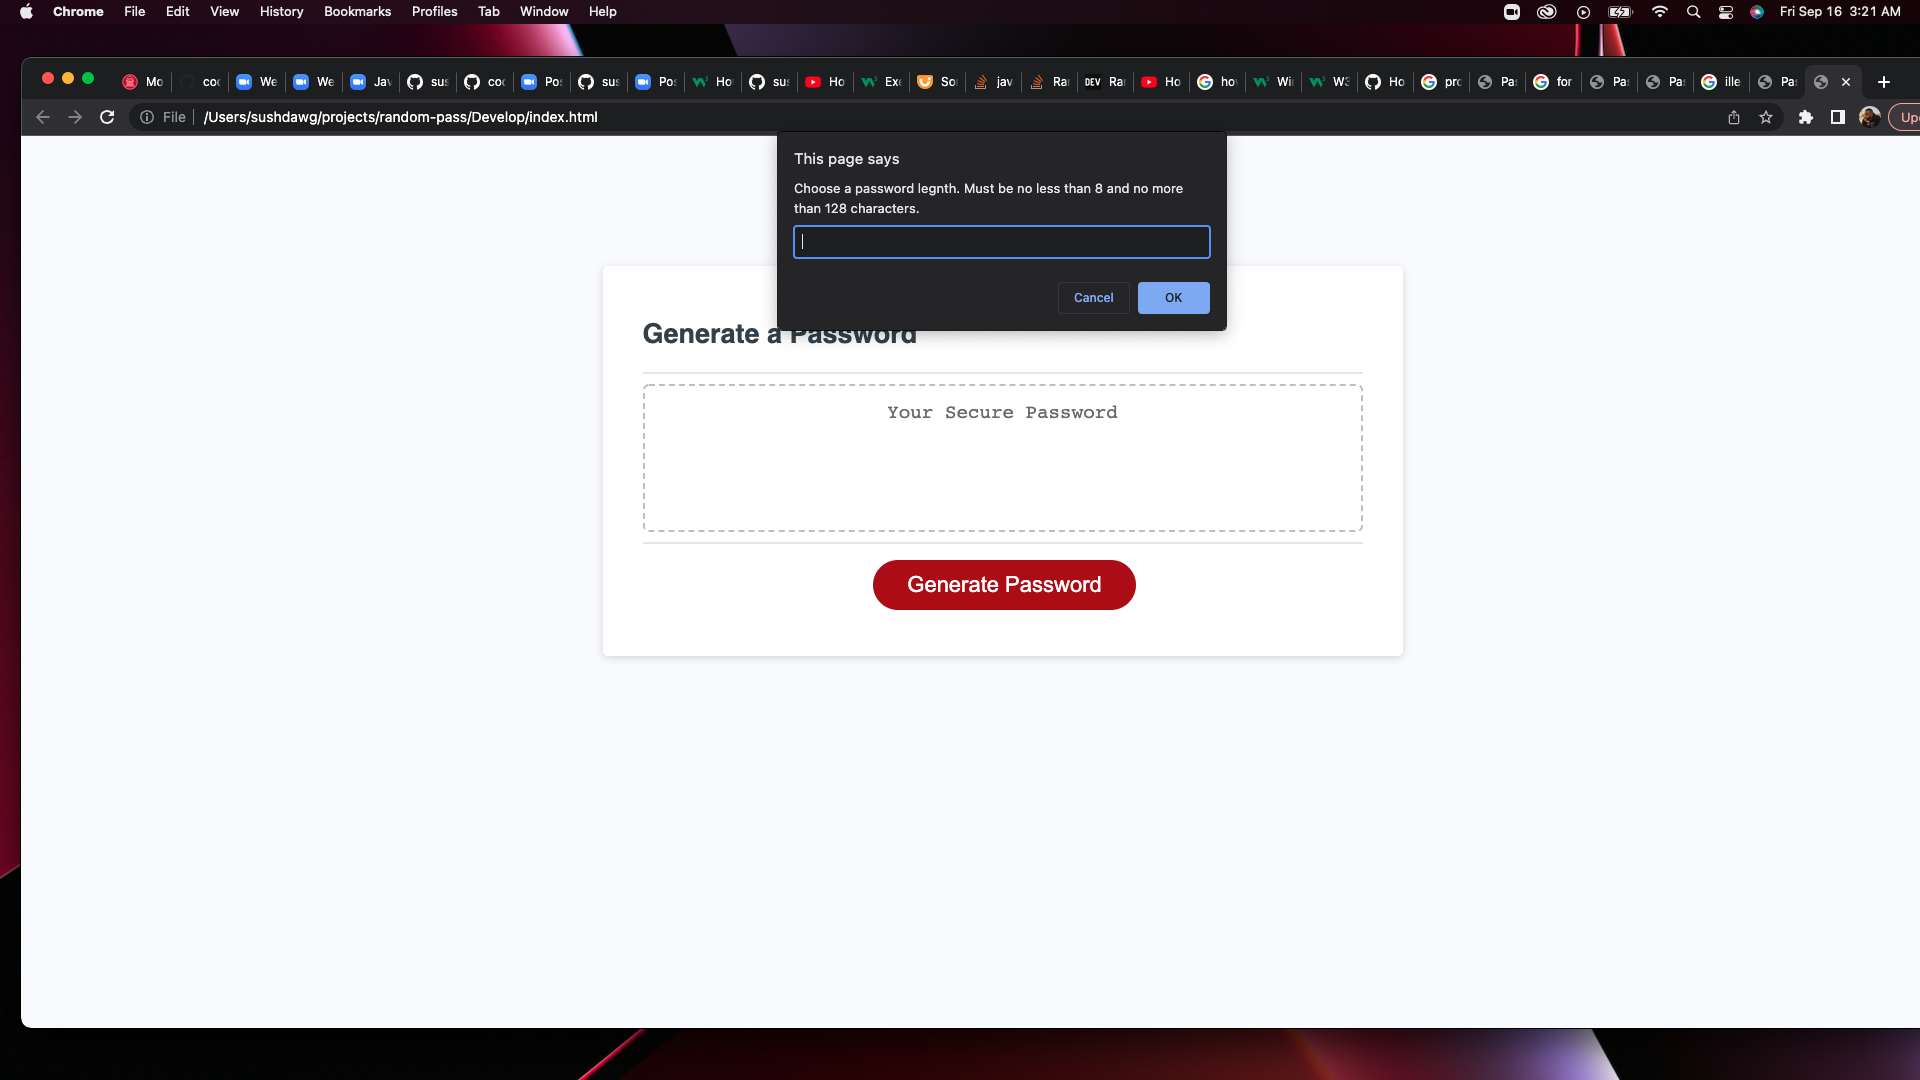 Chrome File Edit View History Bookmarks Profiles Tab Window Help Fri Sep 16 3:21 AM
Mo coc We We Jav sus coc Pos sus Pos Ho sus Ho Exe So jav Ra DEV Ra Ho ho Wi W3 Ho pro Pas for Pas Pas ille Pas
File /Users/sushdawg/projects/random-pass/Develop/index.html Up
This page says
Choose a password legnth. Must be no less than 8 and no more
than 128 characters.
Cancel OK
Generate a Password
Your Secure Password
Generate Password